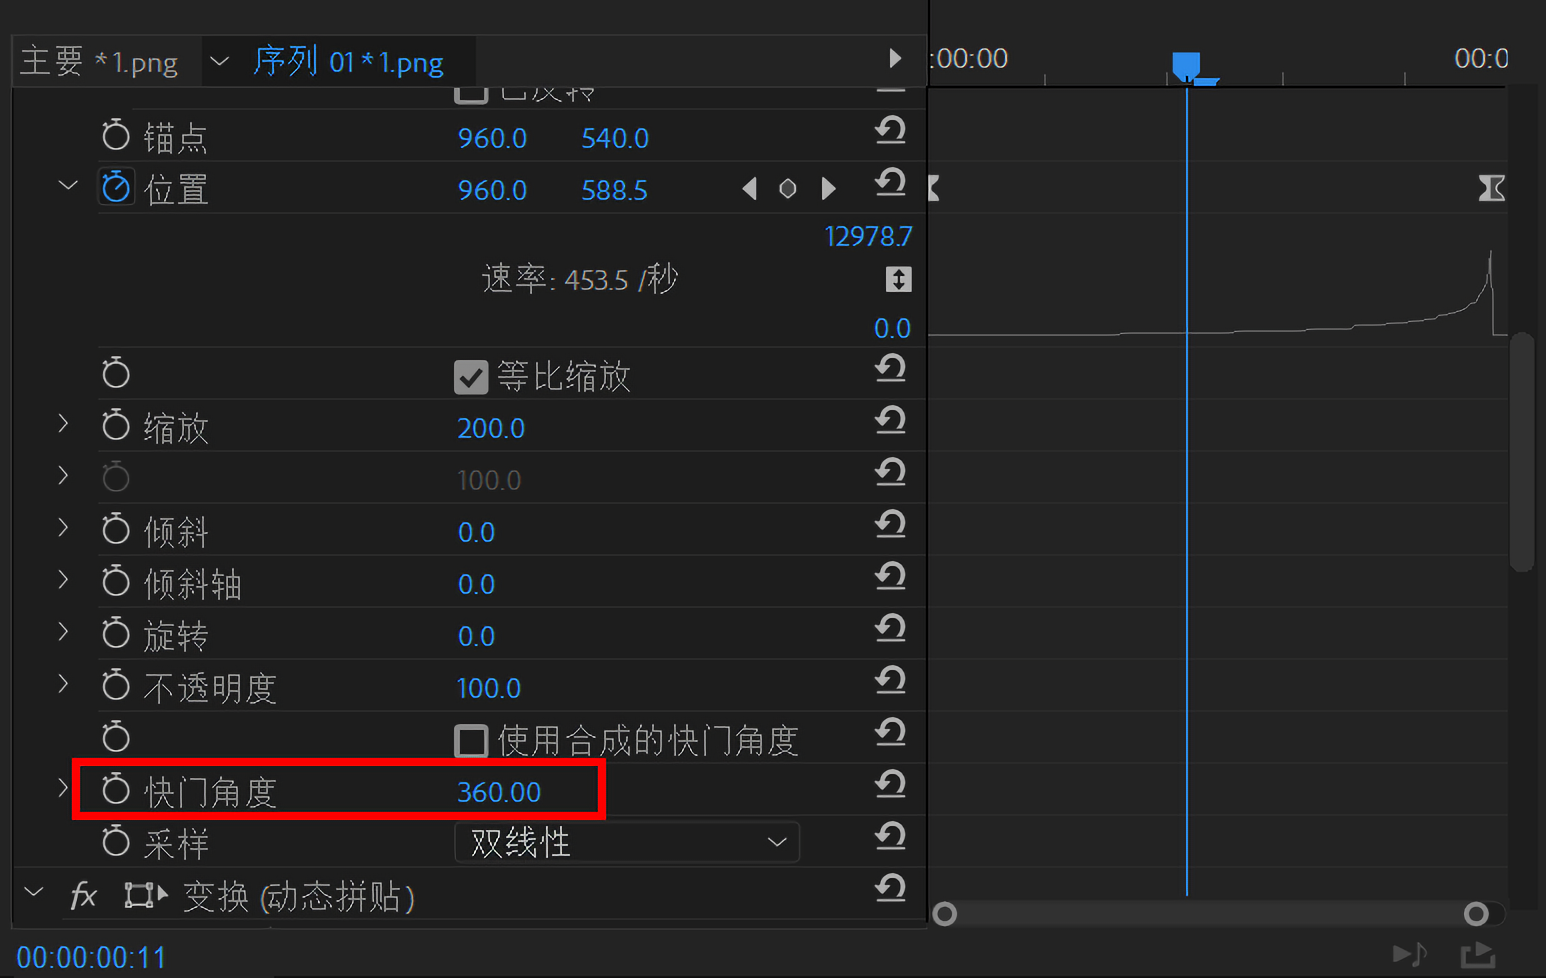 主要 *1.png 序列 01*1.png
:00:00 00:0
已反转
锚点 960.0 540.0
位置 960.0 588.5
12978.7
速率: 453.5 /秒
0.0
等比缩放
缩放 200.0
100.0
倾斜 0.0
倾斜轴 0.0
旋转 0.0
不透明度 100.0
使用合成的快门角度
快门角度 360.00
采样 双线性
fx 变换 (动态拼贴)
00:00:00:11